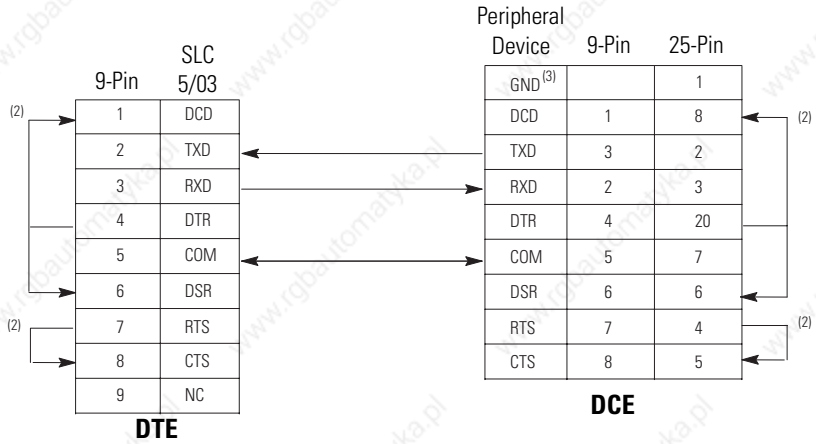 Peripheral
Device 9-Pin 25-Pin
SLC
9-Pin 5/03
GND(3) 1
(2) 1 DCD
DCD 1 8 (2)
2 TXD
TXD 3 2
3 RXD
RXD 2 3
4 DTR
DTR 4 20
5 COM
COM 5 7
6 DSR
DSR 6 6
(2) 7 RTS
RTS 7 4 (2)
8 CTS
CTS 8 5
9 NC
DTE
DCE
www.rgbautomatyka.pl